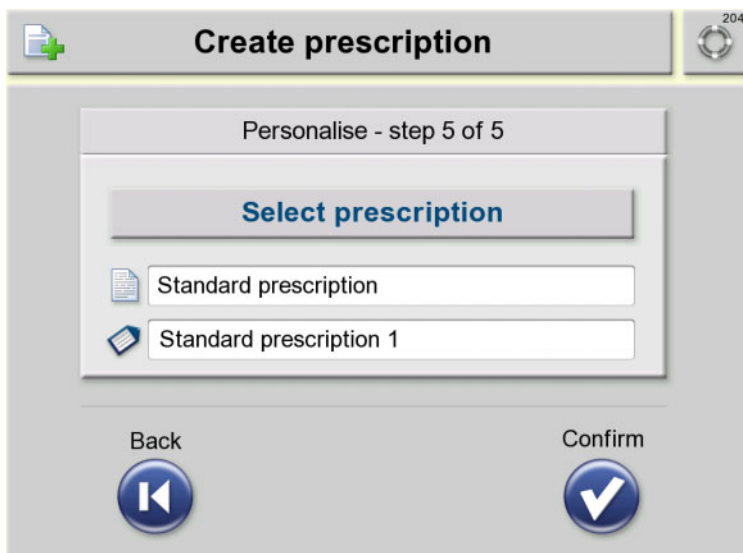 Create prescription
204
Personalise - step 5 of 5
Select prescription
Standard prescription
Standard prescription 1
Back
Confirm